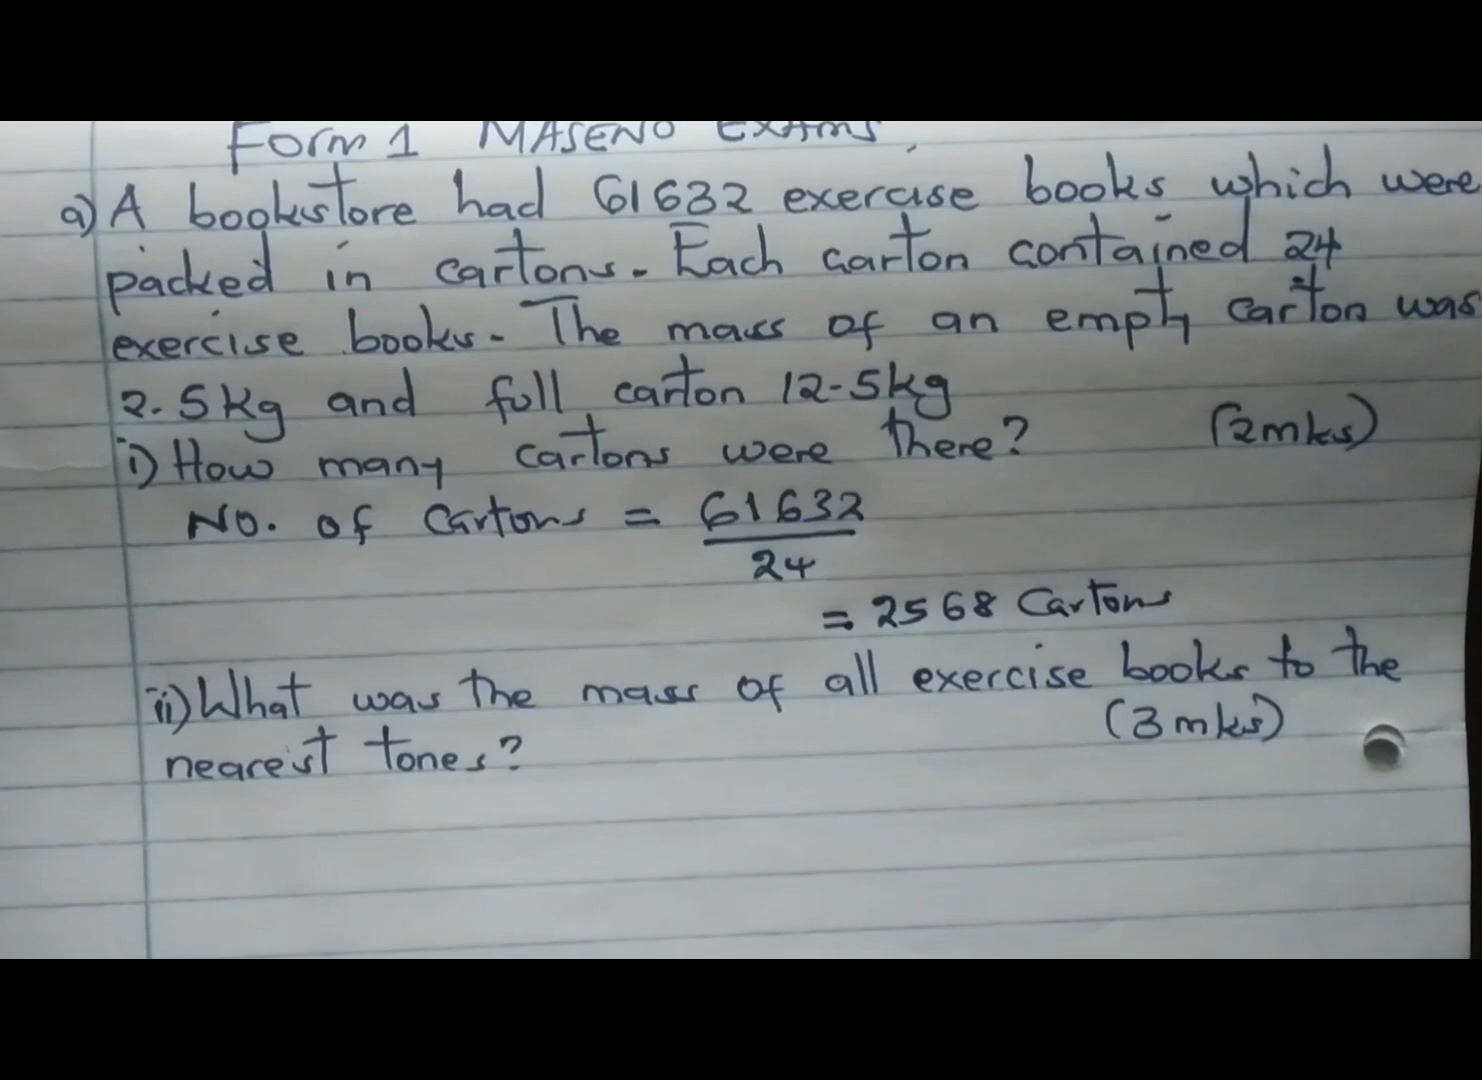 Form 1 MASENO EXAMS
a) A bookstore had 61632 exercise books which were
packed in cartons. Each carton contained 24
exercise books. The mass of an empty carton was
2.5kg and full carton 12.5kg
i) How many cartons were there? (2mks)
No. of Cartons = 61632
24
= 2568 Cartons
ii) What was the mass of all exercise books to the
nearest tones? (3mks)